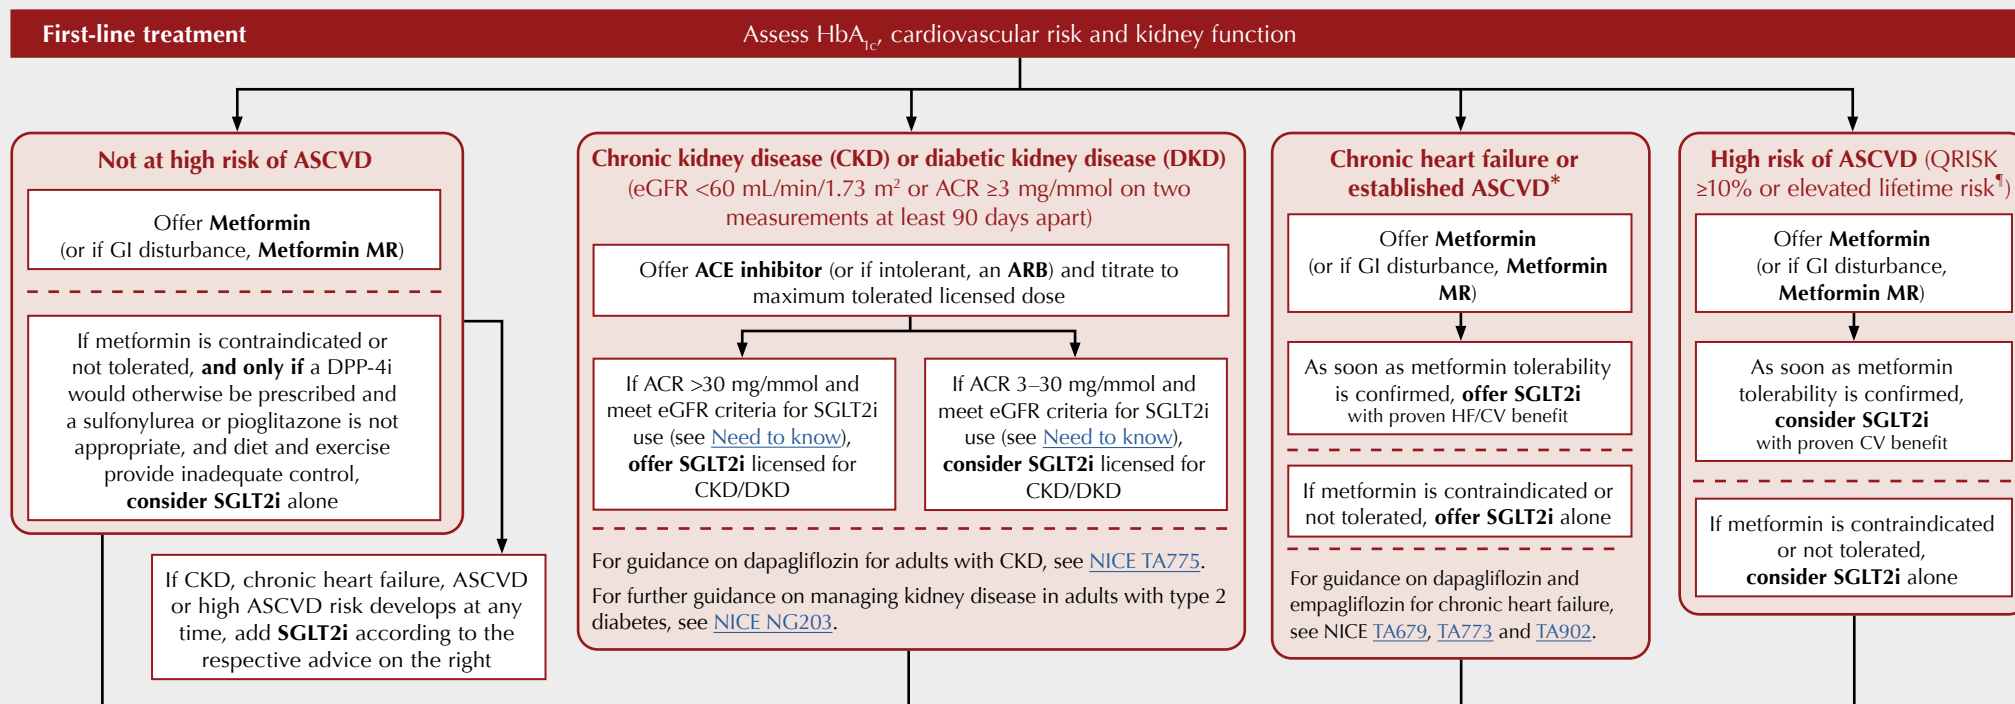 First-line treatment
Assess HbA1c, cardiovascular risk and kidney function
Not at high risk of ASCVD
Offer Metformin
(or if GI disturbance, Metformin MR)
If metformin is contraindicated or
not tolerated, and only if a DPP-4i
would otherwise be prescribed and
a sulfonylurea or pioglitazone is not
appropriate, and diet and exercise
provide inadequate control,
consider SGLT2i alone
If CKD, chronic heart failure, ASCVD
or high ASCVD risk develops at any
time, add SGLT2i according to the
respective advice on the right
Chronic kidney disease (CKD) or diabetic kidney disease (DKD)
(eGFR <60 mL/min/1.73 m² or ACR ≥3 mg/mmol on two
measurements at least 90 days apart)
Offer ACE inhibitor (or if intolerant, an ARB) and titrate to
maximum tolerated licensed dose
If ACR >30 mg/mmol and
meet eGFR criteria for SGLT2i
use (see Need to know),
offer SGLT2i licensed for
CKD/DKD
If ACR 3–30 mg/mmol and
meet eGFR criteria for SGLT2i
use (see Need to know),
consider SGLT2i licensed for
CKD/DKD
For guidance on dapagliflozin for adults with CKD, see NICE TA775.
For further guidance on managing kidney disease in adults with type 2
diabetes, see NICE NG203.
Chronic heart failure or
established ASCVD*
Offer Metformin
(or if GI disturbance, Metformin
MR)
As soon as metformin tolerability
is confirmed, offer SGLT2i
with proven HF/CV benefit
If metformin is contraindicated or
not tolerated, offer SGLT2i alone
For guidance on dapagliflozin and
empagliflozin for chronic heart failure,
see NICE TA679, TA773 and TA902.
High risk of ASCVD (QRISK
≥10% or elevated lifetime risk¶)
Offer Metformin
(or if GI disturbance,
Metformin MR)
As soon as metformin
tolerability is confirmed,
consider SGLT2i
with proven CV benefit
If metformin is contraindicated
or not tolerated,
consider SGLT2i alone